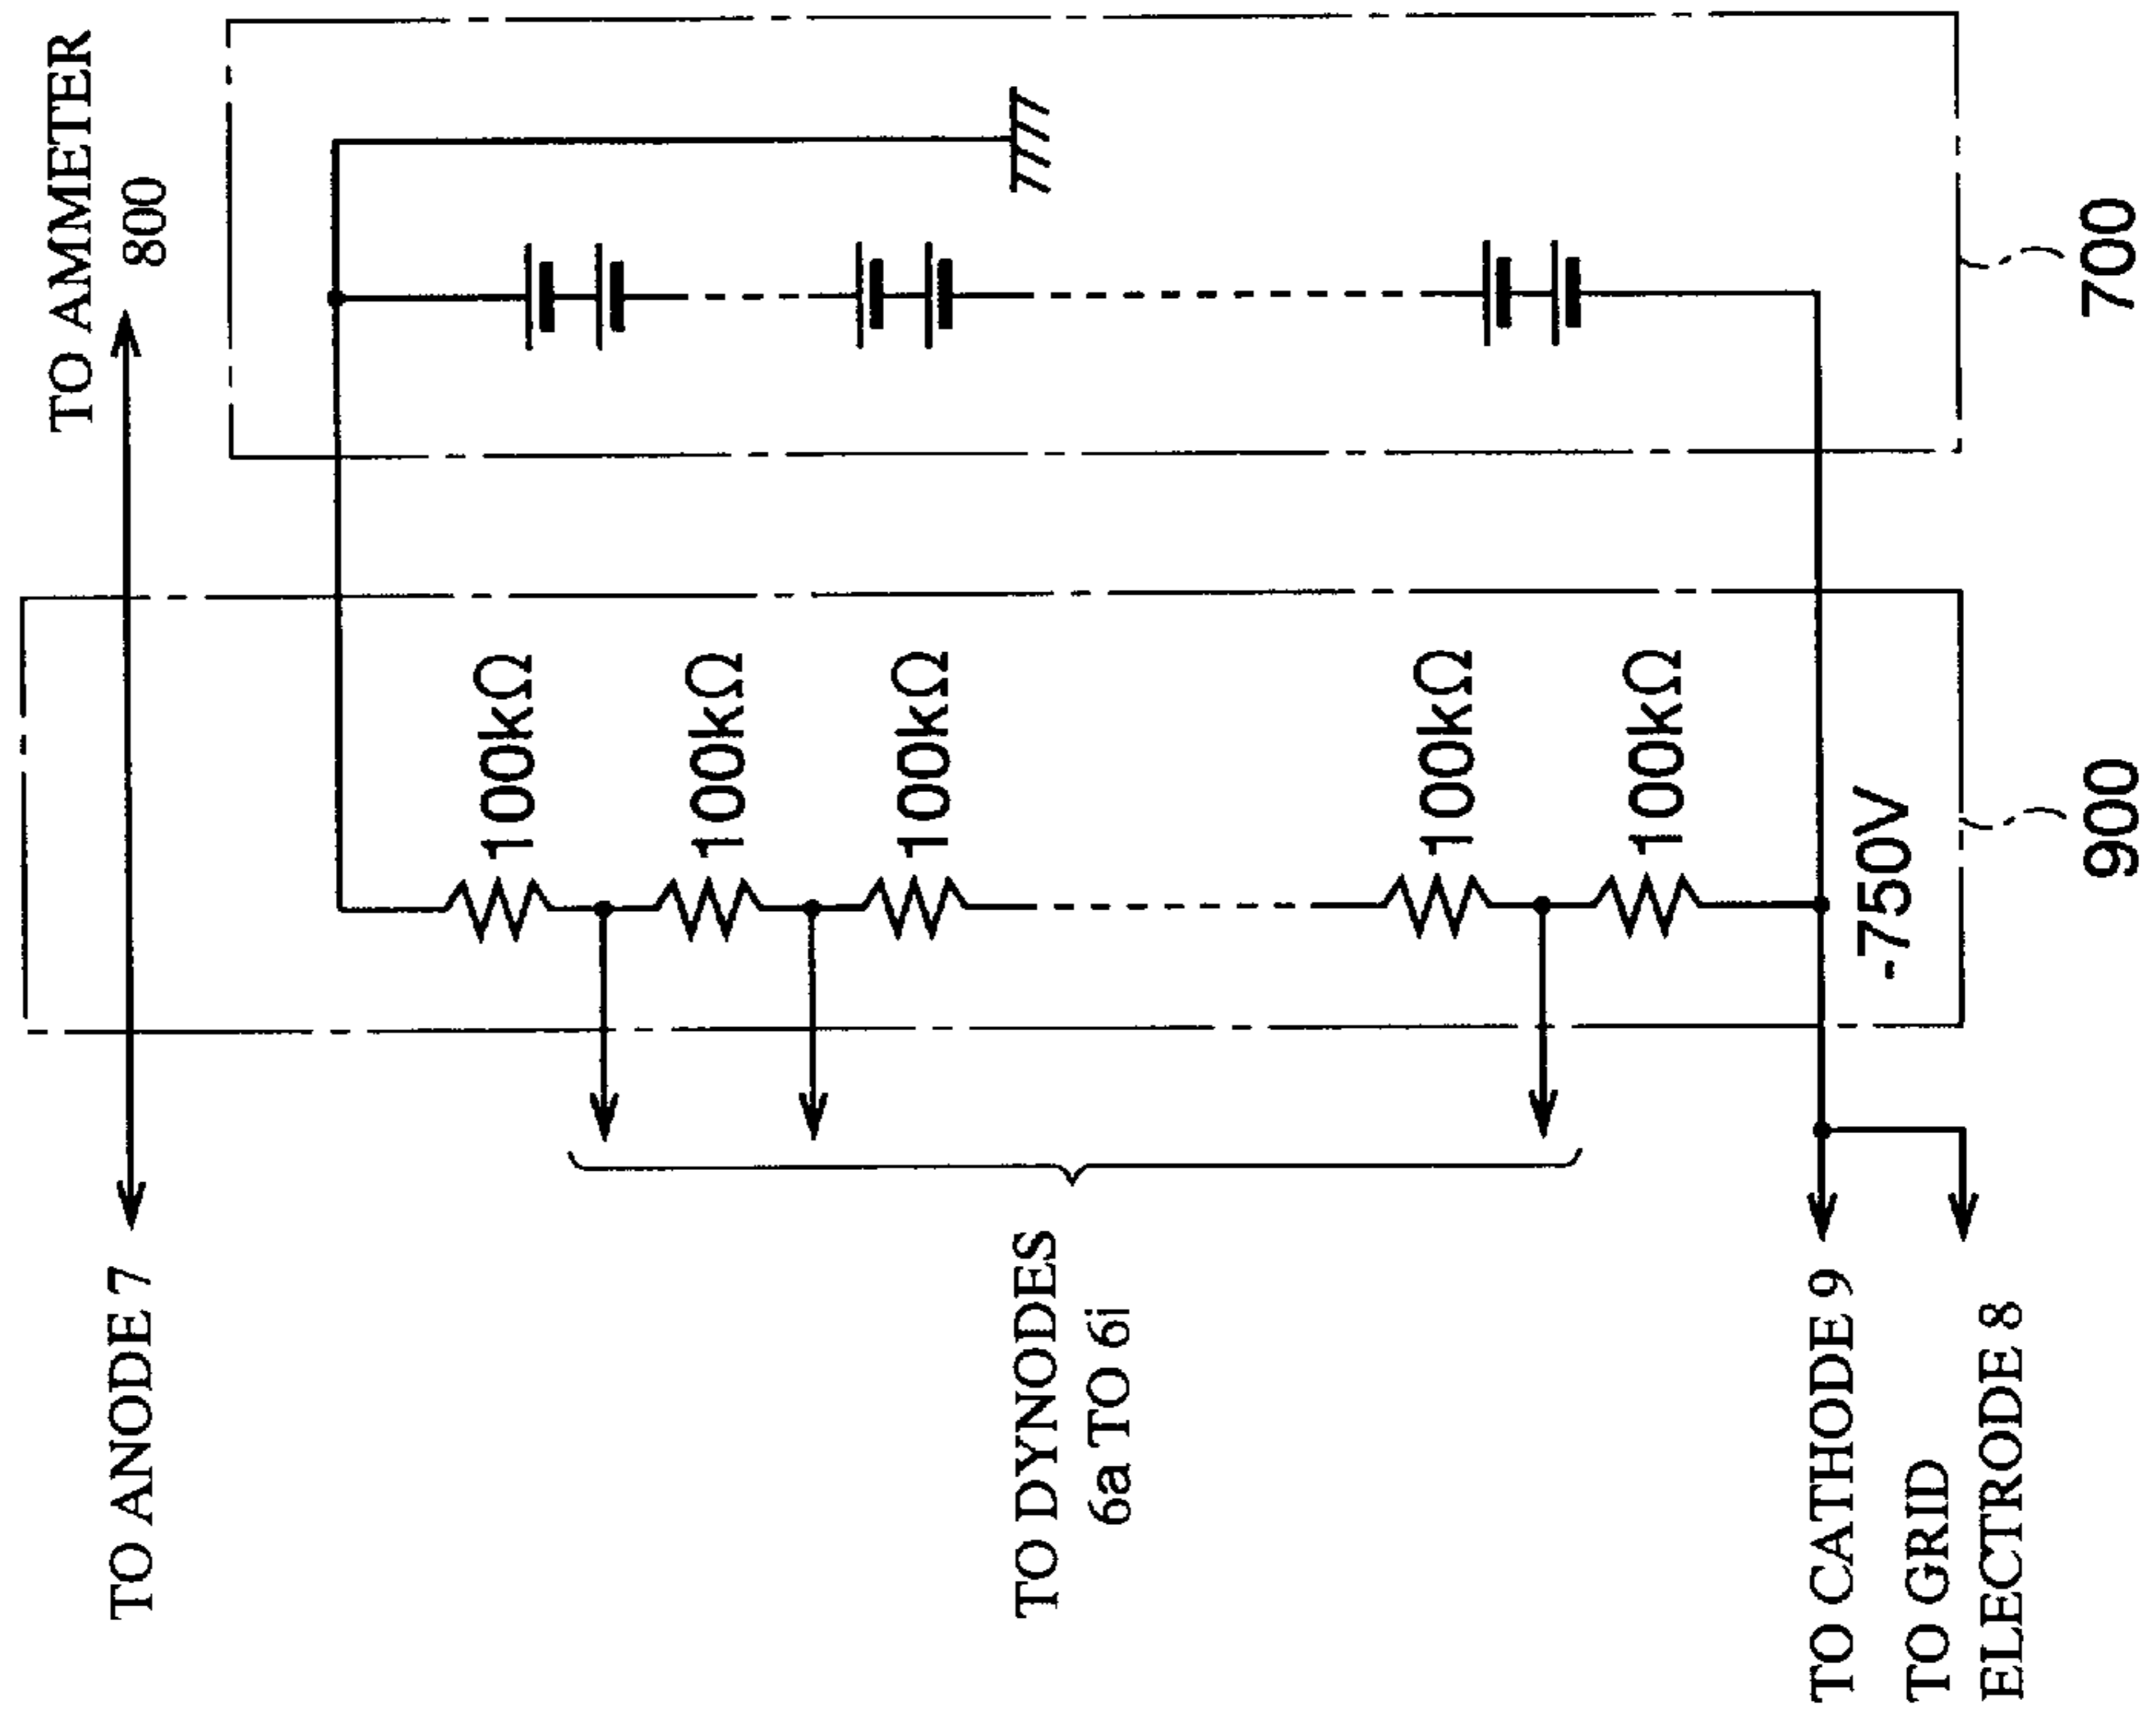 TO AMMETER
800
700
100kΩ
100kΩ
100kΩ
100kΩ
100kΩ
-750V
900
TO ANODE 7
TO DYNODES
6a TO 6i
TO CATHODE 9
TO GRID
ELECTRODE 8